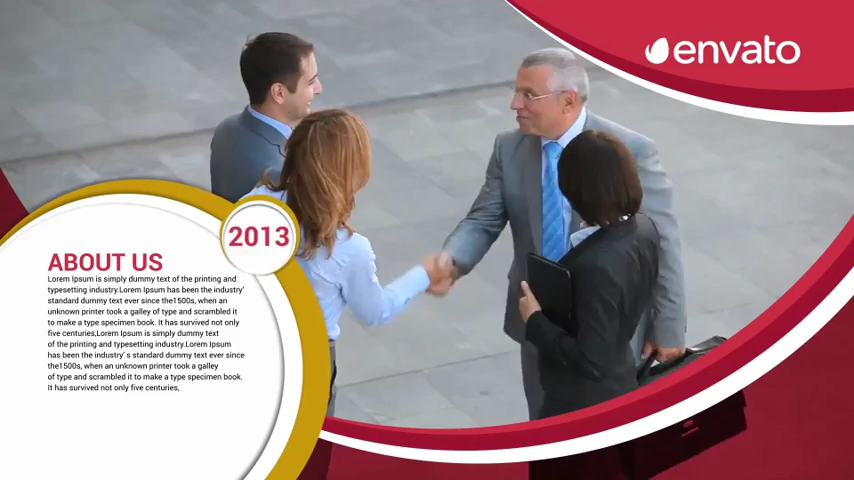 envato
2013
ABOUT US
Lorem Ipsum is simply dummy text of the printing and
typesetting industry.Lorem Ipsum has been the industry'
standard dummy text ever since the1500s, when an
unknown printer took a galley of type and scrambled it
to make a type specimen book. It has survived not only
five centuries,Lorem Ipsum is simply dummy text
of the printing and typesetting industry.Lorem Ipsum
has been the industry' s standard dummy text ever since
the1500s, when an unknown printer took a galley
of type and scrambled it to make a type specimen book.
It has survived not only five centuries,